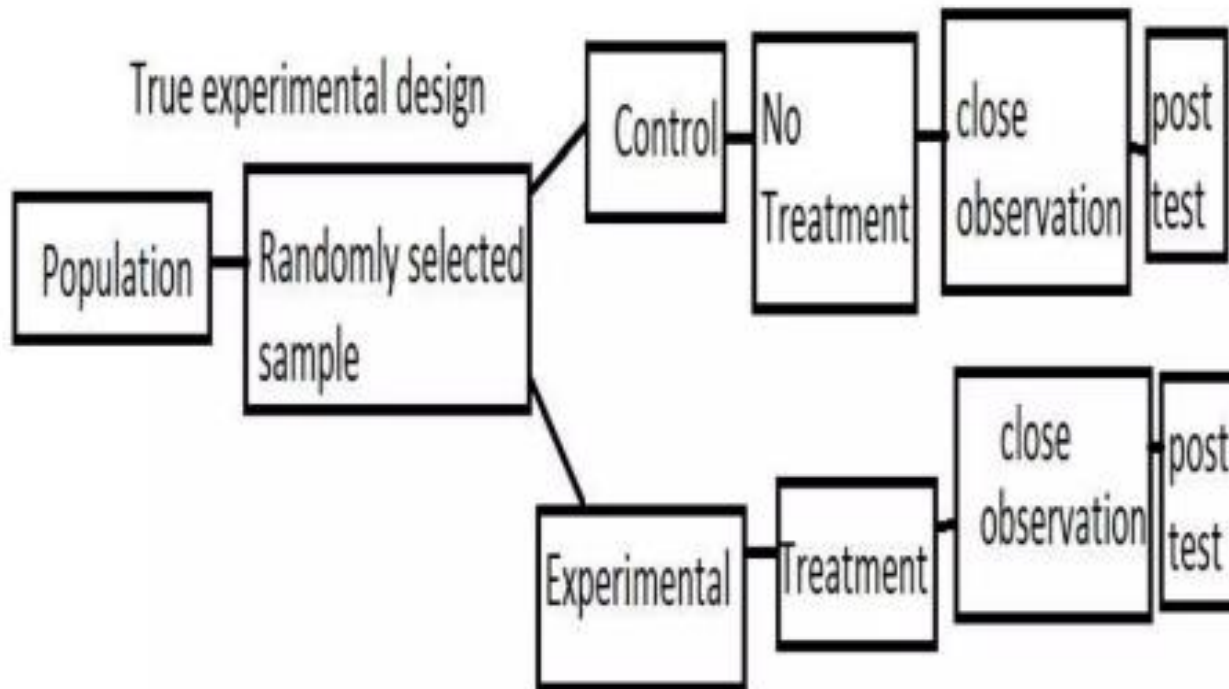 True experimental design
Population
Randomly selected
sample
Control
No
Treatment
close
observation
post
test
Experimental
Treatment
close
observation
post
test